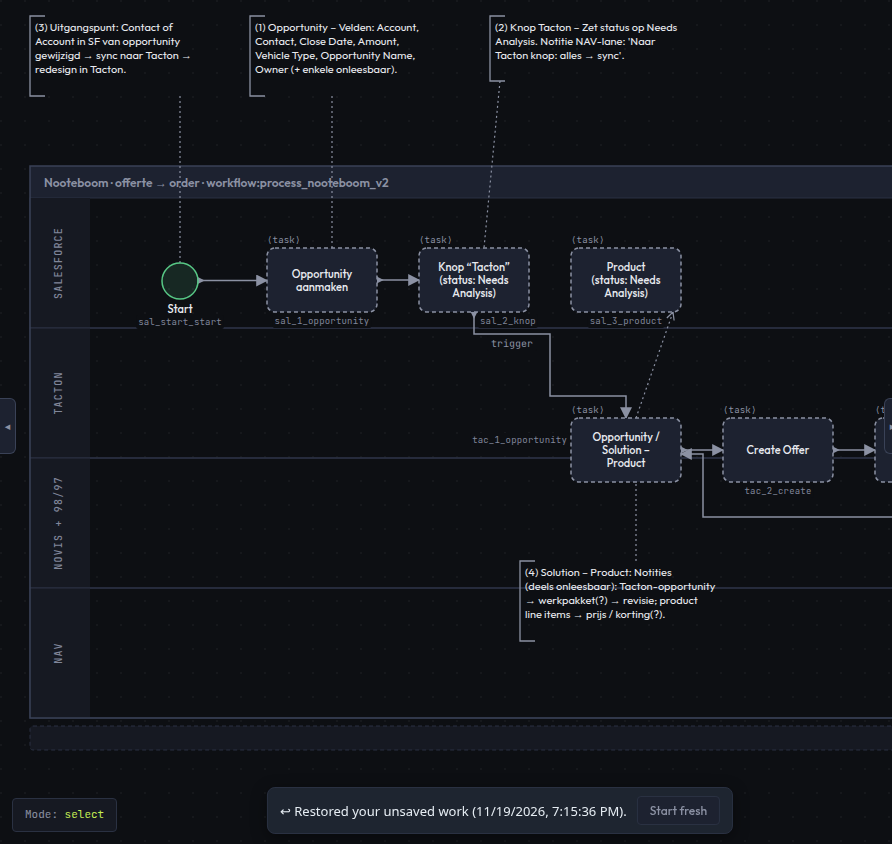 (3) Uitgangspunt: Contact of
Account in SF van opportunity
gewijzigd → sync naar Tacton →
redesign in Tacton.
(1) Opportunity – Velden: Account,
Contact, Close Date, Amount,
Vehicle Type, Opportunity Name,
Owner (+ enkele onleesbaar).
(2) Knop Tacton – Zet status op Needs
Analysis. Notitie NAV-lane: 'Naar
Tacton knop: alles → sync'.
Nooteboom · offerte → order · workflow:process_nooteboom_v2
SALESFORCE
Start
sal_start_start
(task)
Opportunity
aanmaken
sal_1_opportunity
(task)
Knop “Tacton”
(status: Needs
Analysis)
sal_2_knop
(task)
Product
(status: Needs
Analysis)
sal_3_product
trigger
TACTON
(task)
Opportunity /
Solution –
Product
tac_1_opportunity
(task)
Create Offer
tac_2_create
NOVIS + 98/97
(4) Solution – Product: Notities
(deels onleesbaar): Tacton-opportunity
→ werkpakket(?) → revisie; product
line items → prijs / korting(?).
NAV
Mode: select
↩ Restored your unsaved work (11/19/2026, 7:15:36 PM).
Start fresh